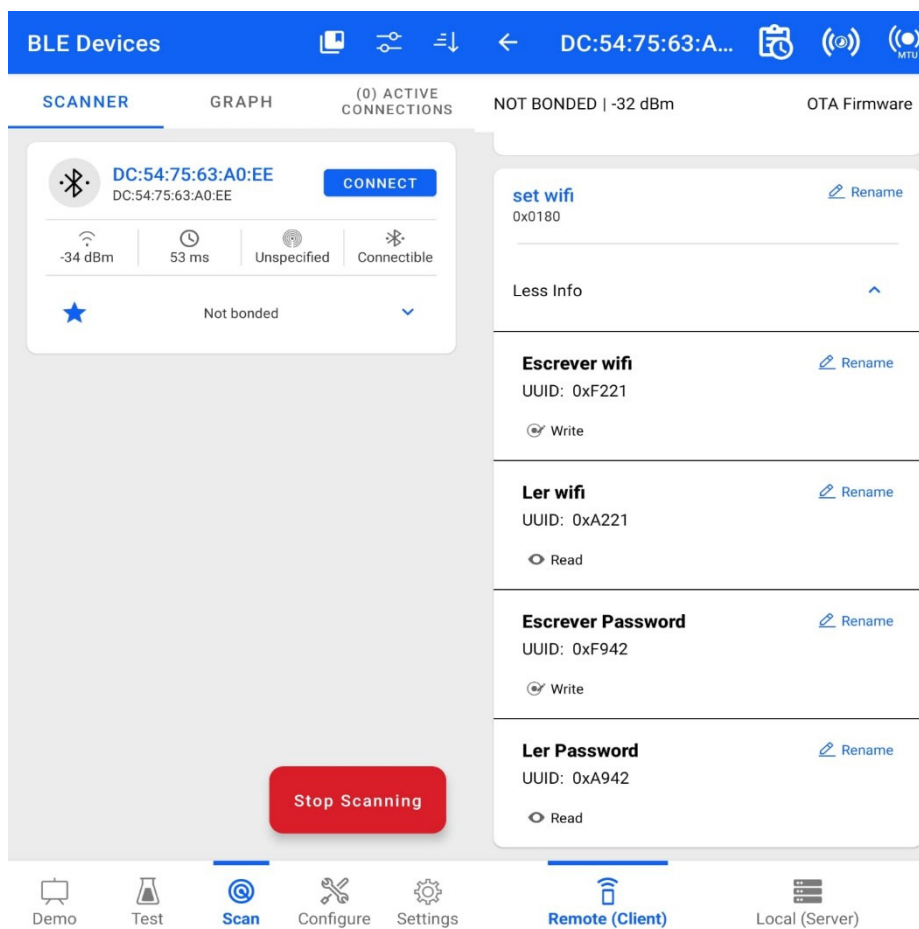 BLE Devices
SCANNER
GRAPH
(0) ACTIVE
CONNECTIONS
DC:54:75:63:A0:EE
DC:54:75:63:A0:EE
CONNECT
-34 dBm
53 ms
Unspecified
Connectible
Not bonded
Stop Scanning
Demo
Test
Scan
Configure
Settings
DC:54:75:63:A...
MTU
NOT BONDED | -32 dBm
OTA Firmware
set wifi
Rename
0x0180
Less Info
Escrever wifi
Rename
UUID: 0xF221
Write
Ler wifi
Rename
UUID: 0xA221
Read
Escrever Password
Rename
UUID: 0xF942
Write
Ler Password
Rename
UUID: 0xA942
Read
Remote (Client)
Local (Server)